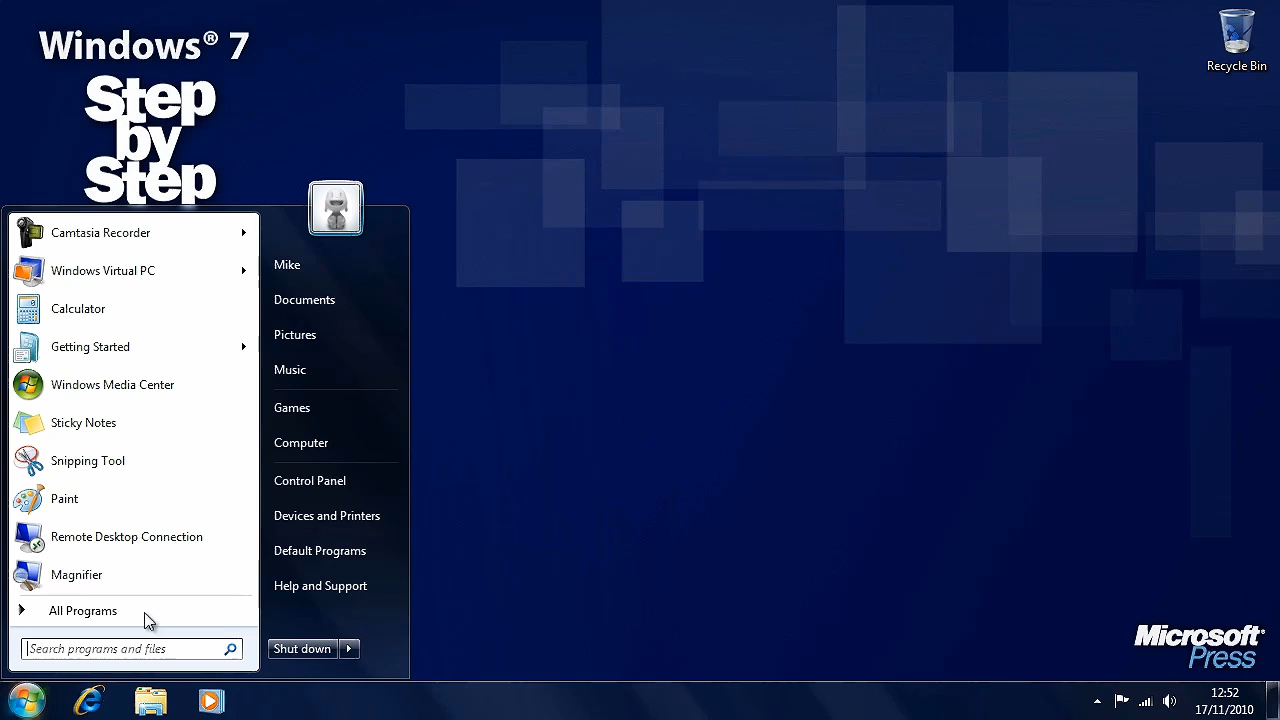 Windows® 7
Step
by
Step
Recycle Bin
Camtasia Recorder
Windows Virtual PC
Calculator
Getting Started
Windows Media Center
Sticky Notes
Snipping Tool
Paint
Remote Desktop Connection
Magnifier
All Programs
Search programs and files
Mike
Documents
Pictures
Music
Games
Computer
Control Panel
Devices and Printers
Default Programs
Help and Support
Shut down
Microsoft®
Press
12:52
17/11/2010